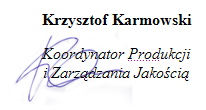 Krzysztof Karmowski
Koordynator Produkcji
i Zarządzania Jakością